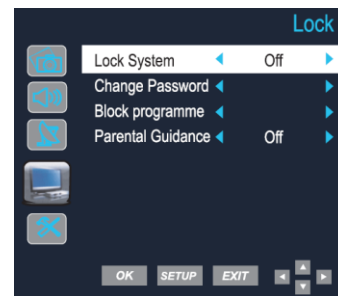 Lock
Lock System Off
Change Password
Block programme
Parental Guidance Off
OK SETUP EXIT